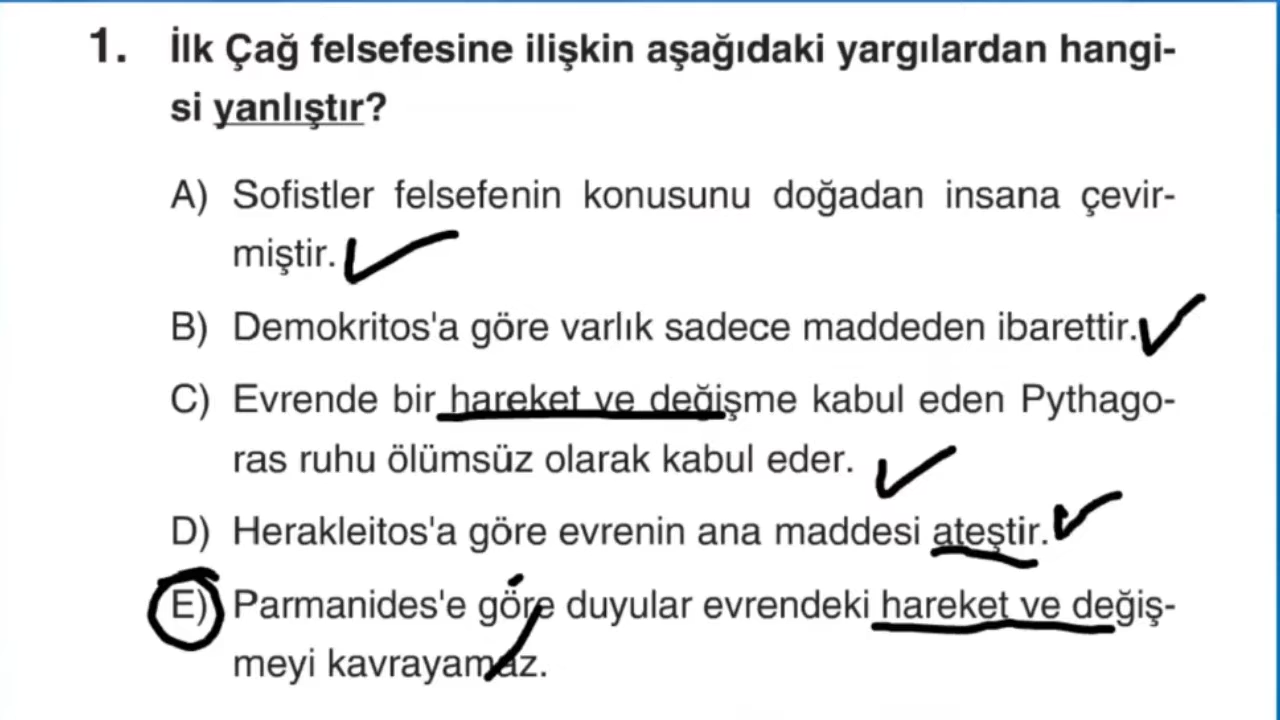 1. İlk Çağ felsefesine ilişkin aşağıdaki yargılardan hangi-
si yanlıştır?
A) Sofistler felsefenin konusunu doğadan insana çevir-
miştir.
B) Demokritos'a göre varlık sadece maddeden ibarettir.
C) Evrende bir hareket ve değişme kabul eden Pythago-
ras ruhu ölümsüz olarak kabul eder.
D) Herakleitos'a göre evrenin ana maddesi ateştir.
E) Parmanides'e göre duyular evrendeki hareket ve değiş-
meyi kavrayamaz.